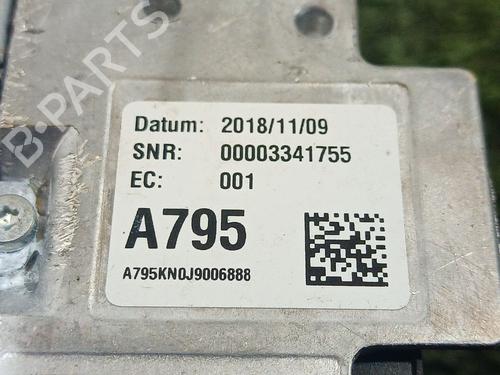 B-PARTS
Datum: 2018/11/09
SNR: 00003341755
EC: 001
A795
A795KN0J9006888